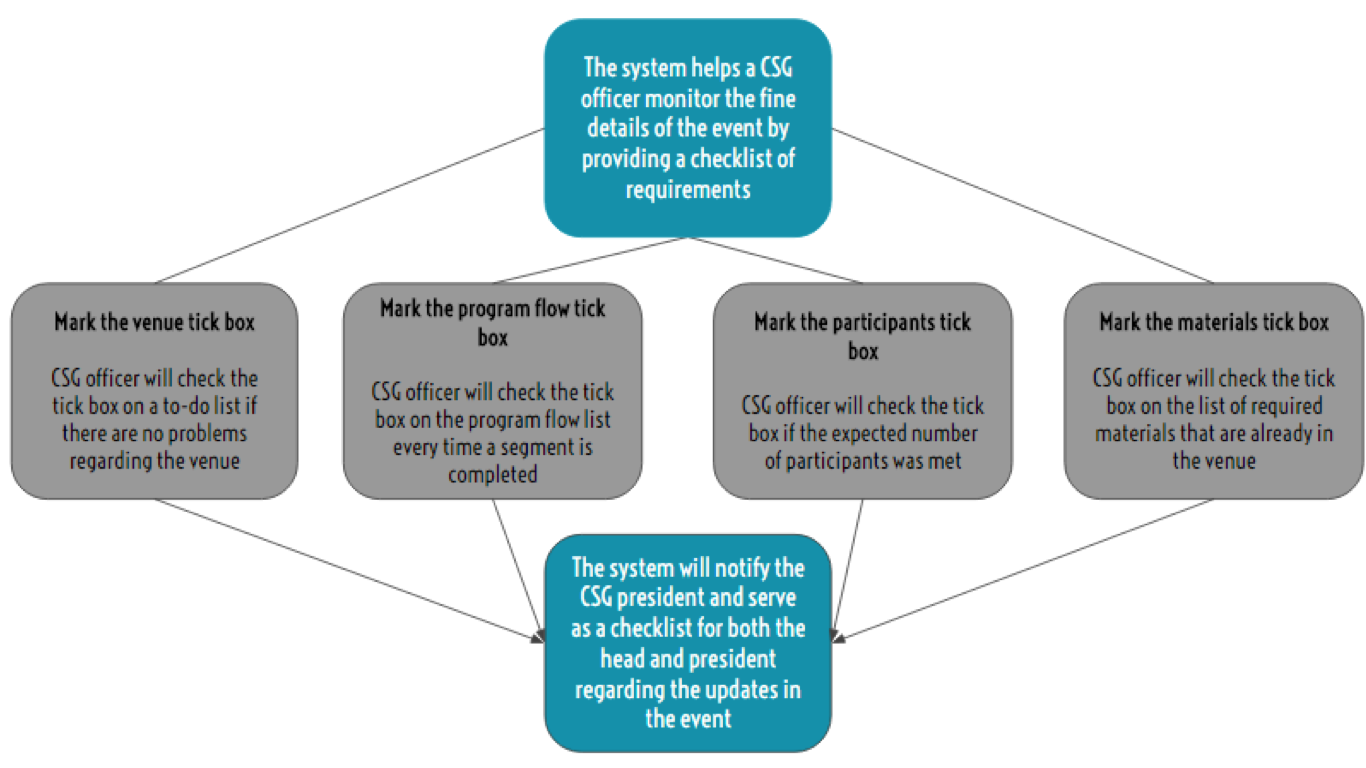 The system helps a CSG
officer monitor the fine
details of the event by
providing a checklist of
requirements
Mark the venue tick box
CSG officer will check the
tick box on a to-do list if
there are no problems
regarding the venue
Mark the program flow tick
box
CSG officer will check the tick
box on the program flow list
every time a segment is
completed
Mark the participants tick
box
CSG officer will check the tick
box if the expected number
of participants was met
Mark the materials tick box
CSG officer will check the tick
box on the list of required
materials that are already in
the venue
The system will notify the
CSG president and serve
as a checklist for both the
head and president
regarding the updates in
the event